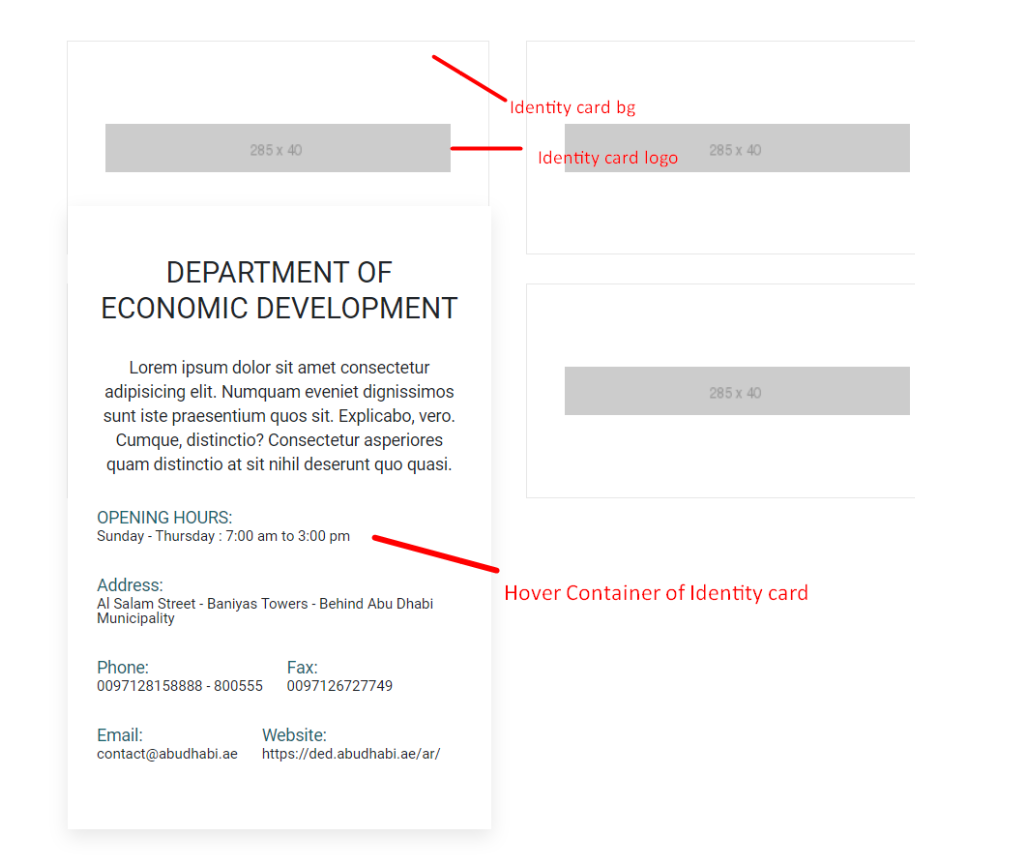 Identity card bg
285 x 40
Identity card logo
285 x 40
DEPARTMENT OF
ECONOMIC DEVELOPMENT
Lorem ipsum dolor sit amet consectetur
adipisicing elit. Numquam eveniet dignissimos
sunt iste praesentium quos sit. Explicabo, vero.
Cumque, distinctio? Consectetur asperiores
quam distinctio at sit nihil deserunt quo quasi.
285 x 40
OPENING HOURS:
Sunday - Thursday : 7:00 am to 3:00 pm
Hover Container of Identity card
Address:
Al Salam Street - Baniyas Towers - Behind Abu Dhabi
Municipality
Phone: Fax:
0097128158888 - 800555 0097126727749
Email: Website:
contact@abudhabi.ae https://ded.abudhabi.ae/ar/